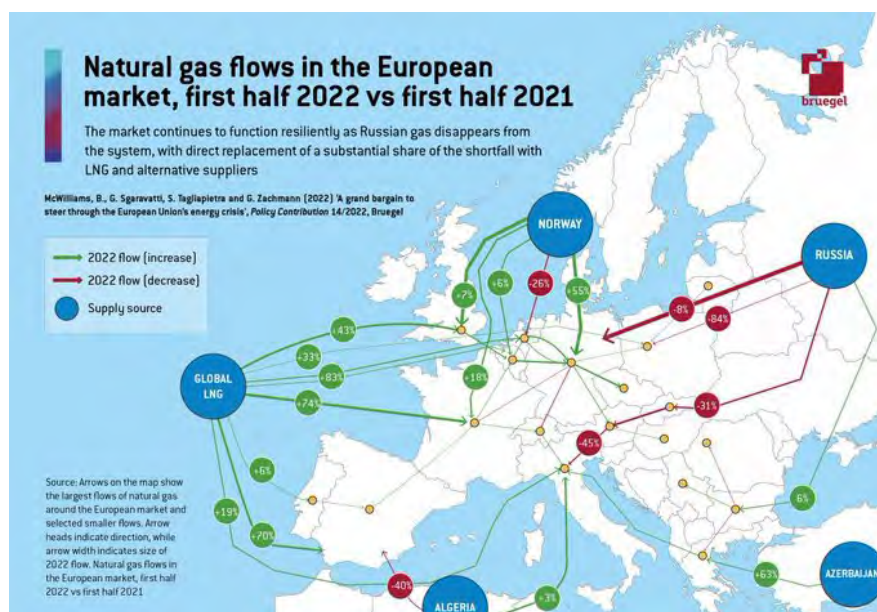 Natural gas flows in the European
market, first half 2022 vs first half 2021
bruegel
The market continues to function resiliently as Russian gas disappears from
the system, with direct replacement of a substantial share of the shortfall with
LNG and alternative suppliers
McWilliams, B., G. Sgaravatti, S. Tagliapietra and G. Zachmann (2022) 'A grand bargain to
steer through the European Union's energy crisis', Policy Contribution 14/2022, Bruegel
NORWAY
RUSSIA
2022 flow (increase)
2022 flow (decrease)
Supply source
+7%
+6%
-26%
+55%
-8%
-84%
+43%
+33%
+83%
+18%
GLOBAL
LNG
+74%
-31%
-45%
+6%
+19%
+70%
6%
Source: Arrows on the map show
the largest flows of natural gas
around the European market and
selected smaller flows. Arrow
heads indicate direction, while
arrow width indicates size of
2022 flow. Natural gas flows in
the European market, first half
2022 vs first half 2021
-40%
ALGERIA
+3%
+63%
AZERBAIJAN